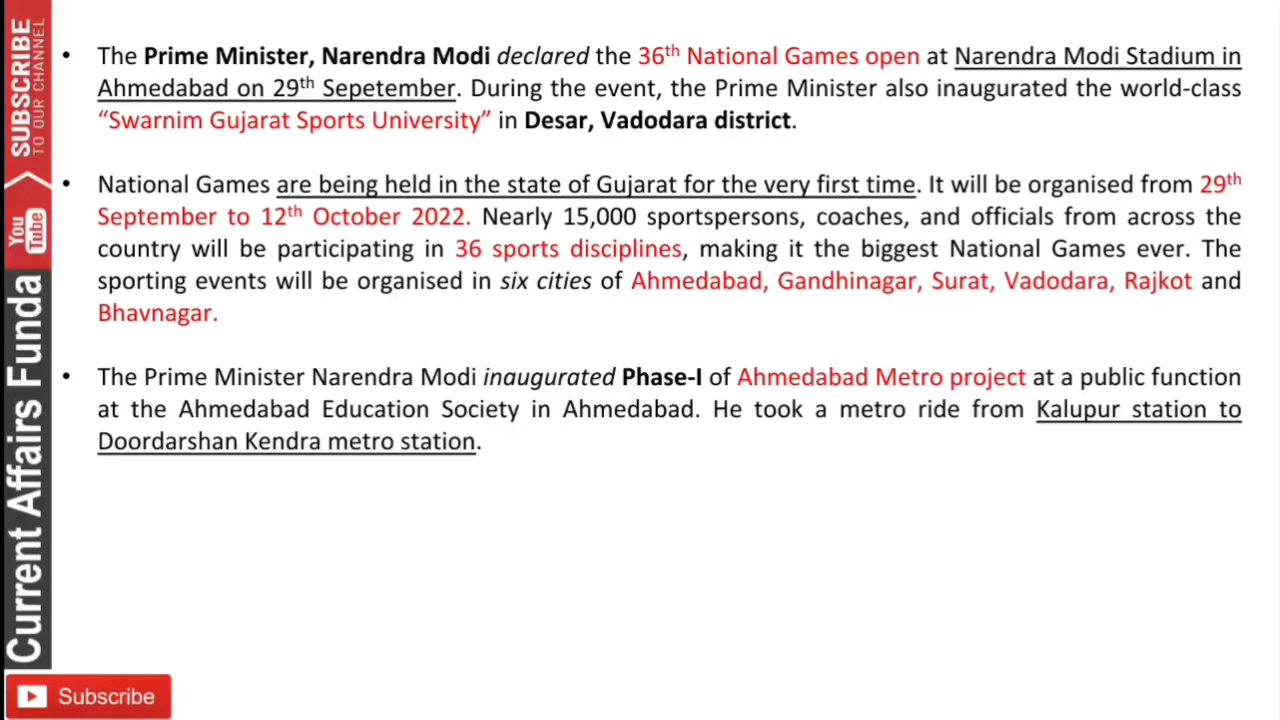 • The Prime Minister, Narendra Modi declared the 36th National Games open at Narendra Modi Stadium in
Ahmedabad on 29th Sepetember. During the event, the Prime Minister also inaugurated the world-class
“Swarnim Gujarat Sports University” in Desar, Vadodara district.
• National Games are being held in the state of Gujarat for the very first time. It will be organised from 29th
September to 12th October 2022. Nearly 15,000 sportspersons, coaches, and officials from across the
country will be participating in 36 sports disciplines, making it the biggest National Games ever. The
sporting events will be organised in six cities of Ahmedabad, Gandhinagar, Surat, Vadodara, Rajkot and
Bhavnagar.
• The Prime Minister Narendra Modi inaugurated Phase-I of Ahmedabad Metro project at a public function
at the Ahmedabad Education Society in Ahmedabad. He took a metro ride from Kalupur station to
Doordarshan Kendra metro station.
SUBSCRIBE
TO OUR CHANNEL
You
Tube
Current Affairs Funda
Subscribe